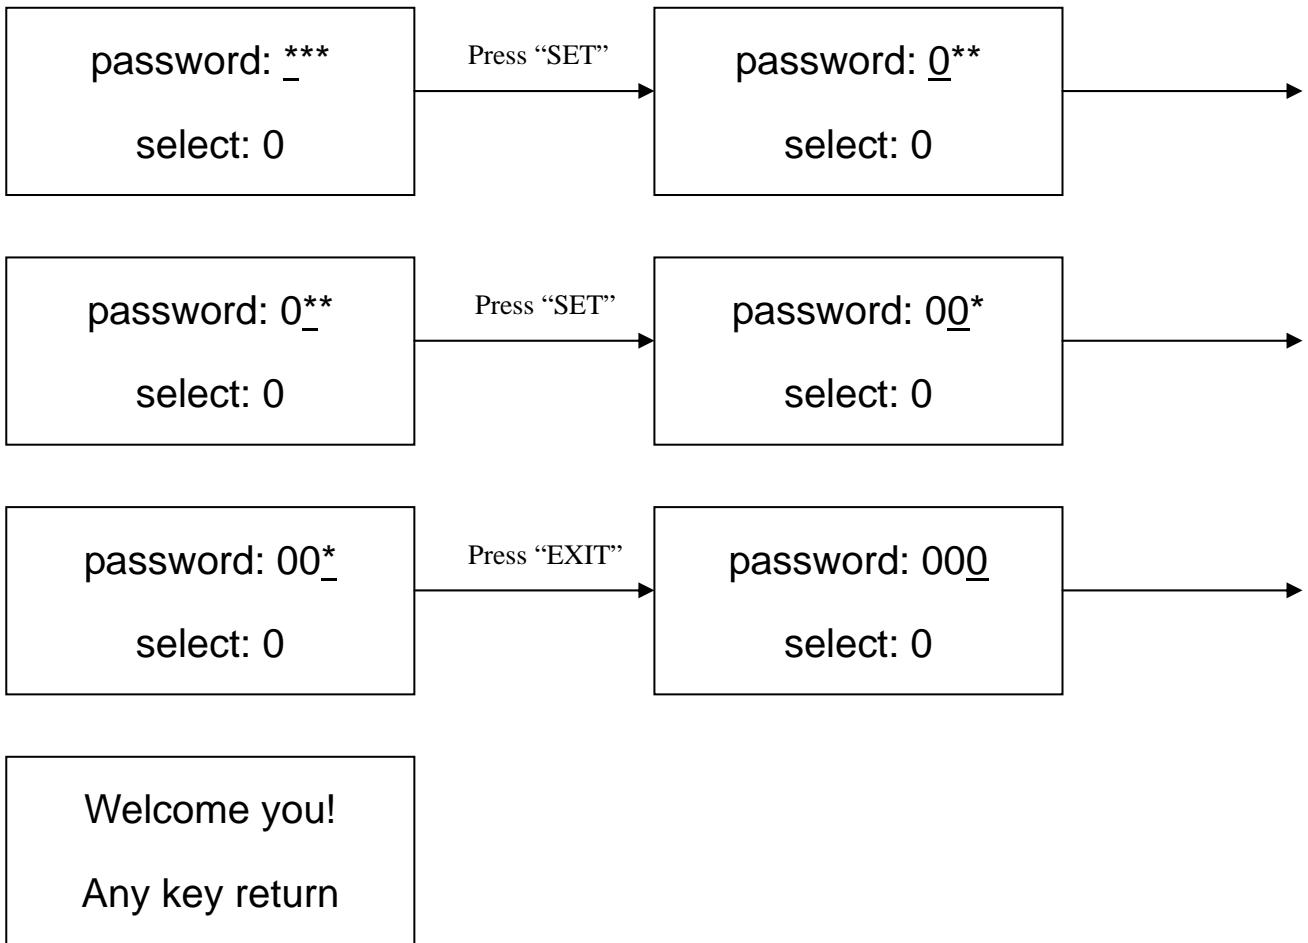 password: ***
Press “SET”
password: 0**
select: 0
select: 0
password: 0**
Press “SET”
password: 00*
select: 0
select: 0
password: 00*
Press “EXIT”
password: 000
select: 0
select: 0
Welcome you!
Any key return